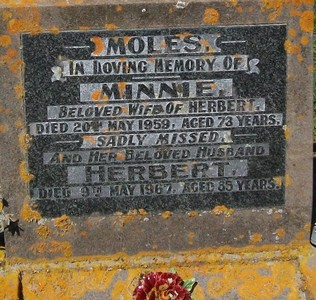 MOLES.
IN LOVING MEMORY OF
MINNIE.
BELOVED WIFE OF HERBERT.
DIED 20TH MAY 1959. AGED 73 YEARS.
SADLY MISSED.
AND HER BELOVED HUSBAND
HERBERT.
DIED 9TH MAY 1967. AGED 85 YEARS.